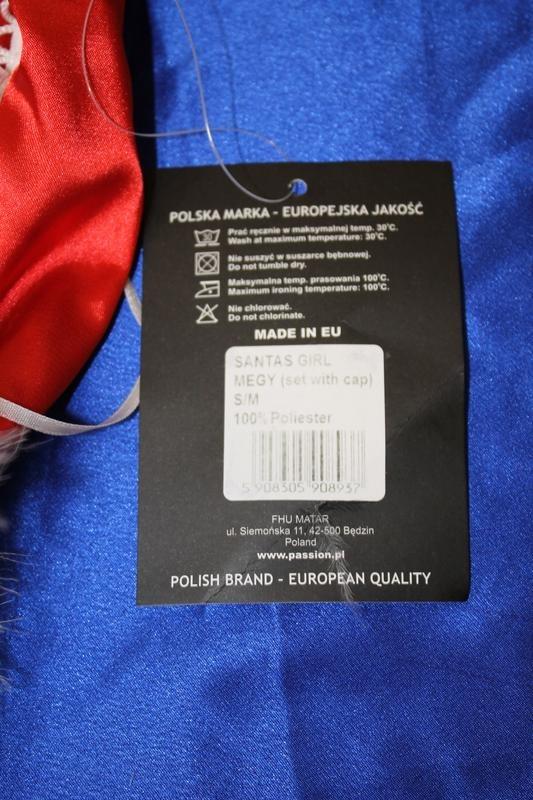 POLSKA MARKA - EUROPEJSKA JAKOŚĆ
Prać ręcznie w maksymalnej temp. 30°C.
Wash at maximum temperature: 30°C.
Nie suszyć w suszarce bębnowej.
Do not tumble dry.
Maksymalna temp. prasowania 100°C.
Maximum ironing temperature: 100°C.
Nie chlorować.
Do not chlorinate.
MADE IN EU
SANTAS GIRL
MEGY (set with cap)
S/M
100% Poliester
5 908305 908937
FHU MATAR
ul. Siemońska 11, 42-500 Będzin
Poland
www.passion.pl
POLISH BRAND - EUROPEAN QUALITY